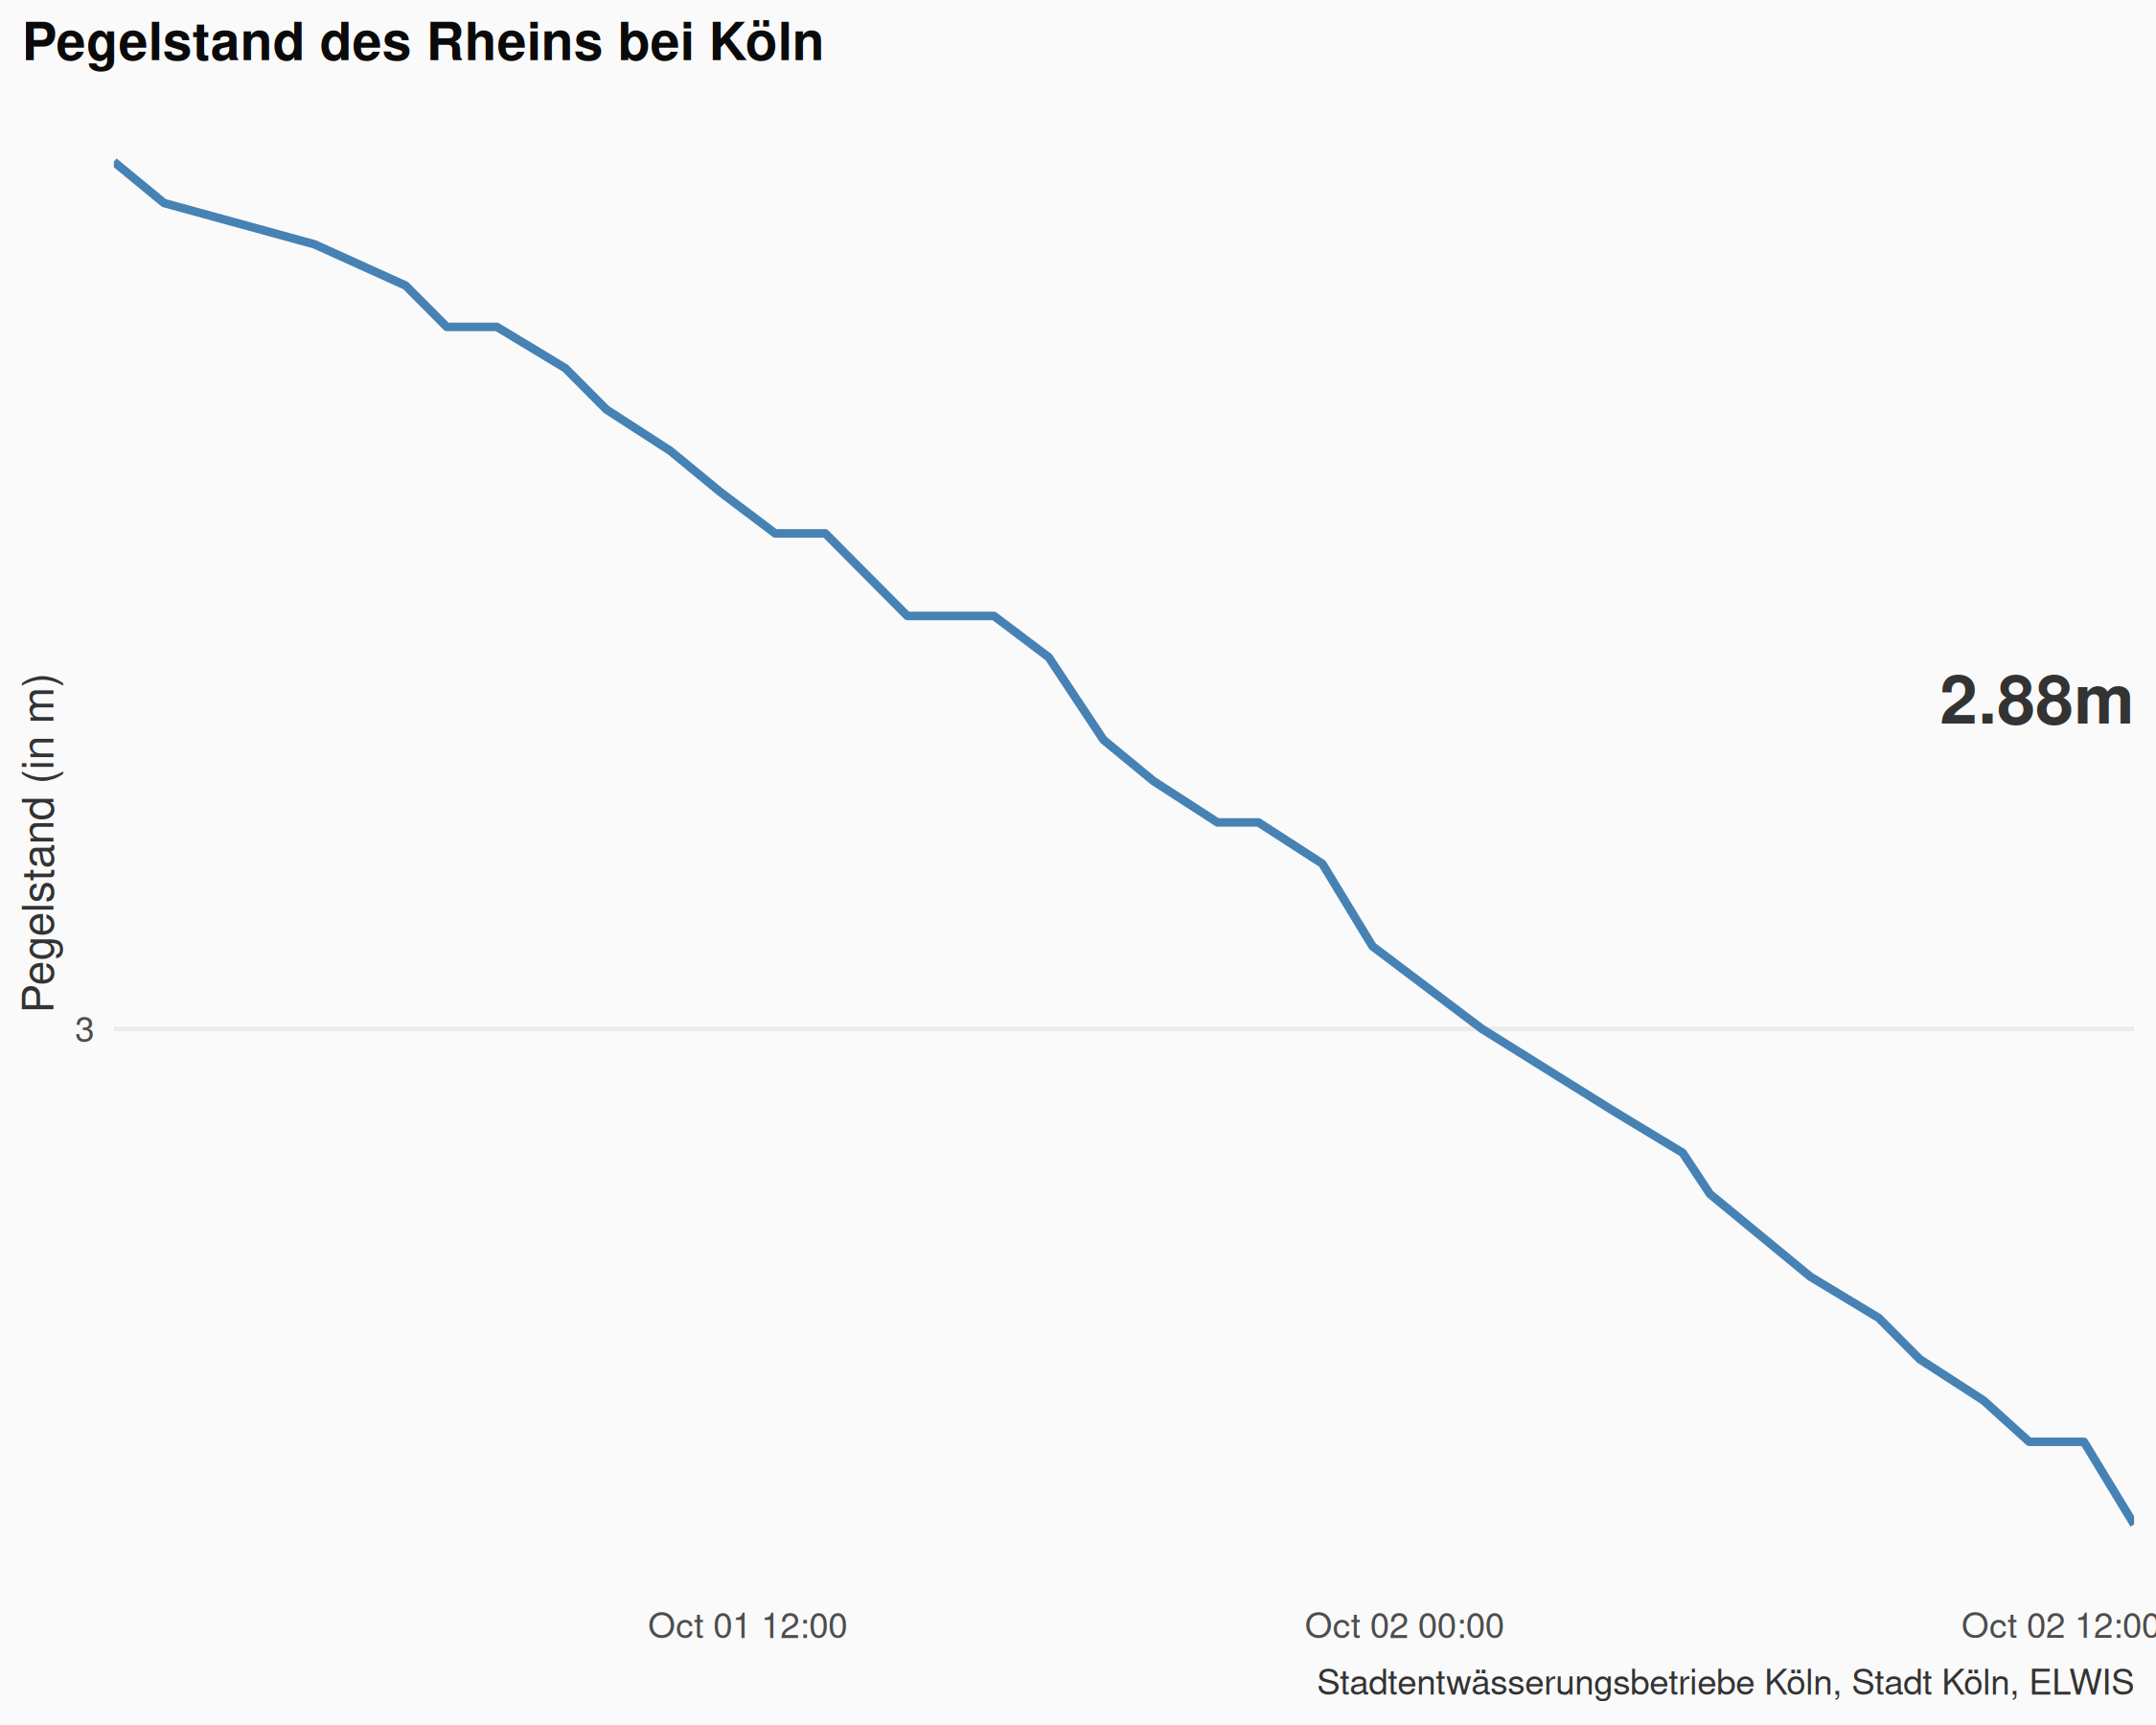 Pegelstand des Rheins bei Köln
Pegelstand (in m)
2.88m
3
Oct 01 12:00
Oct 02 00:00
Oct 02 12:00
Stadtentwässerungsbetriebe Köln, Stadt Köln, ELWIS